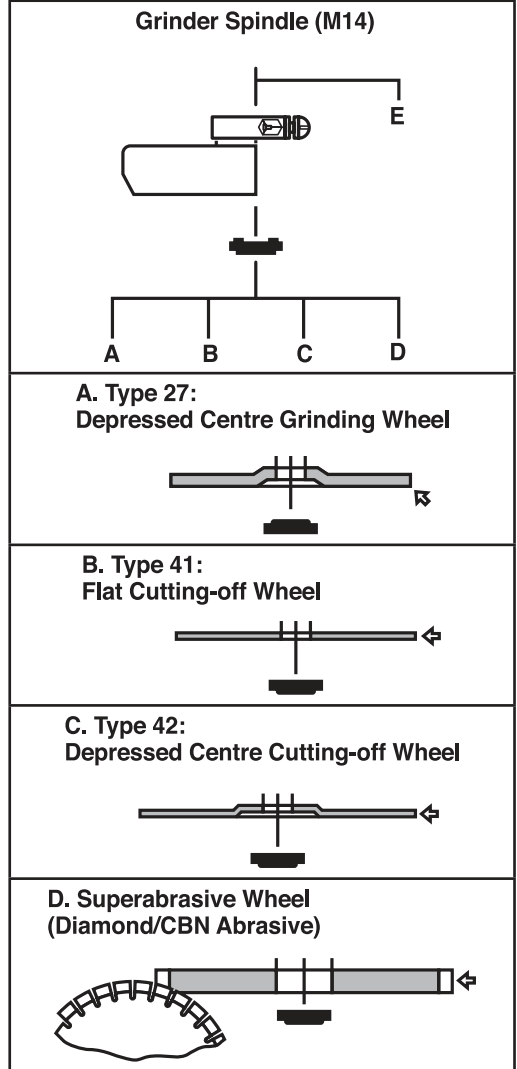 Grinder Spindle (M14)
E
A B C D
A. Type 27:
Depressed Centre Grinding Wheel
B. Type 41:
Flat Cutting-off Wheel
C. Type 42:
Depressed Centre Cutting-off Wheel
D. Superabrasive Wheel
(Diamond/CBN Abrasive)